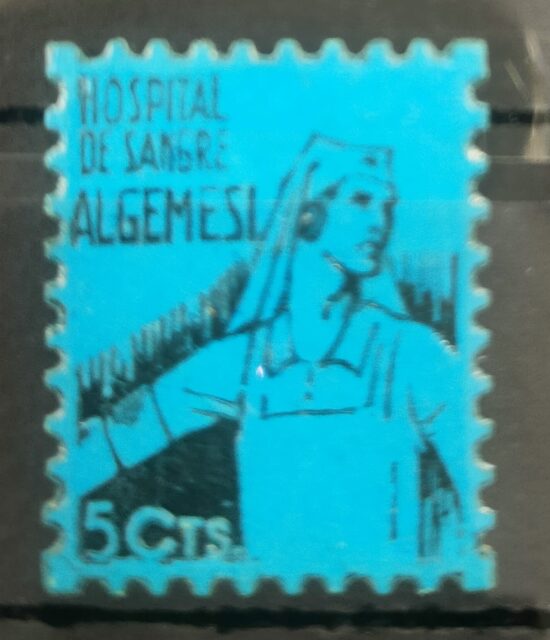 HOSPITAL
DE SANGRE
ALGEMESI
5 CTS.